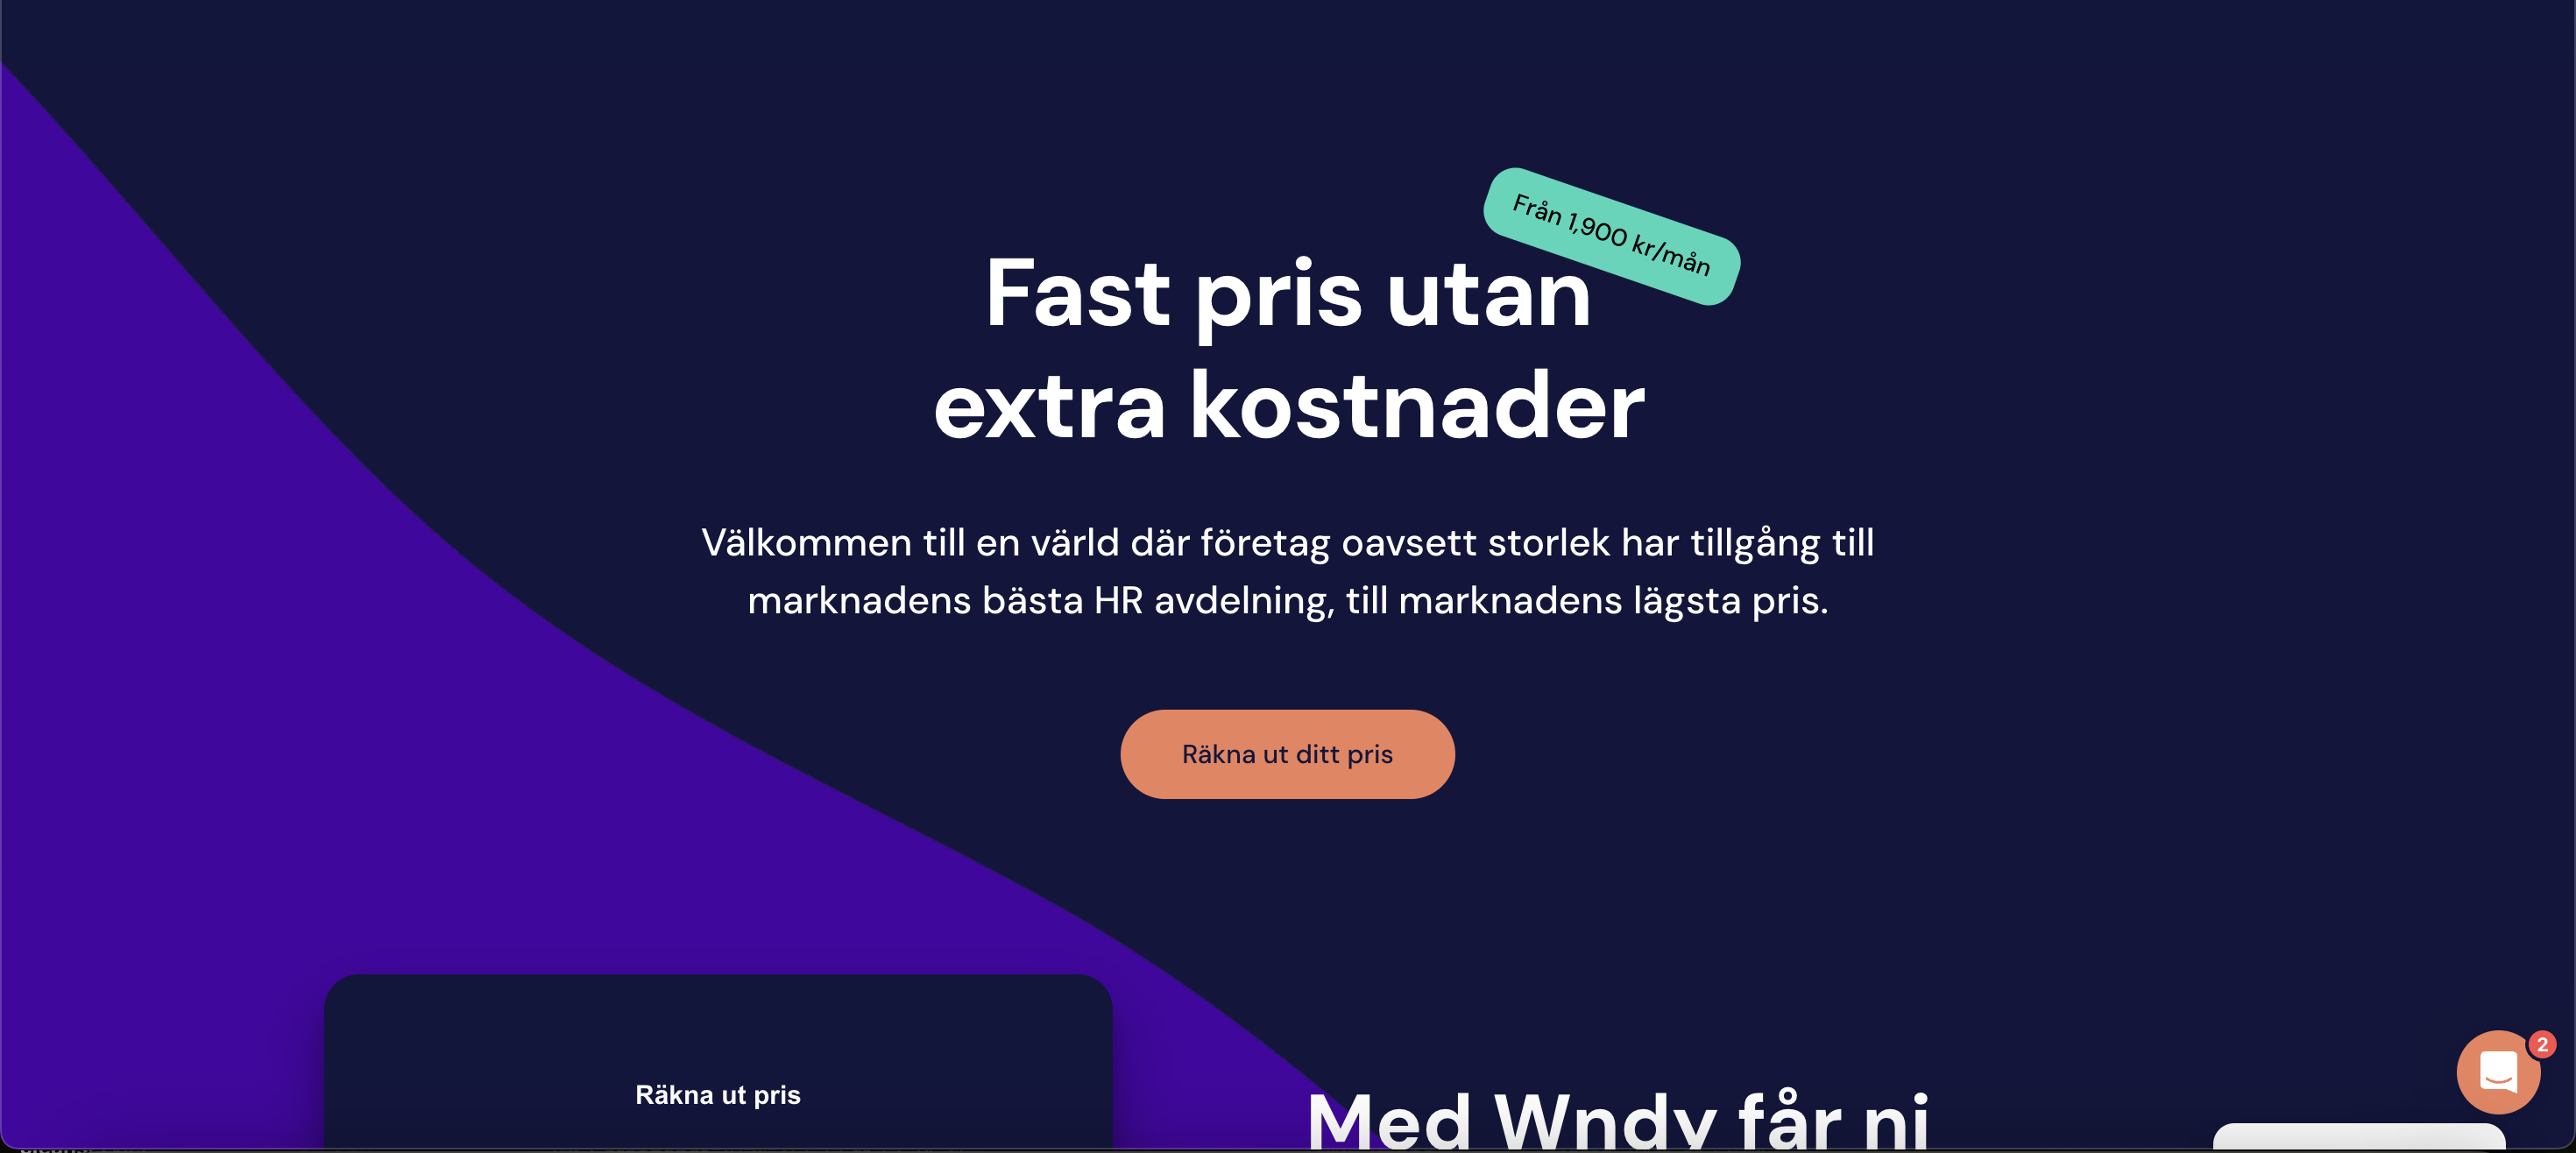 Från 1,900 kr/mån
Fast pris utan
extra kostnader
Välkommen till en värld där företag oavsett storlek har tillgång till
marknadens bästa HR avdelning, till marknadens lägsta pris.
Räkna ut ditt pris
2
Räkna ut pris
Med Wndy får ni